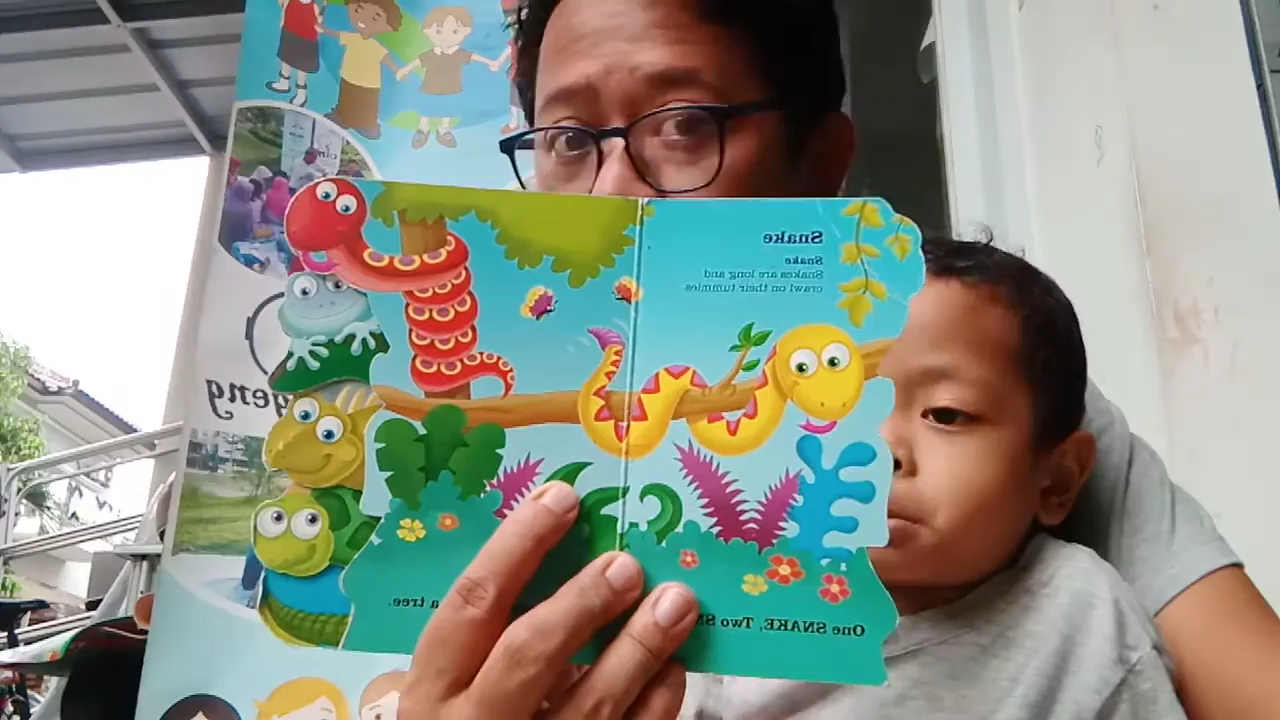 Snake
Snake
Snakes are long and
crawl on their tummies
One SNAKE, Two
a tree.